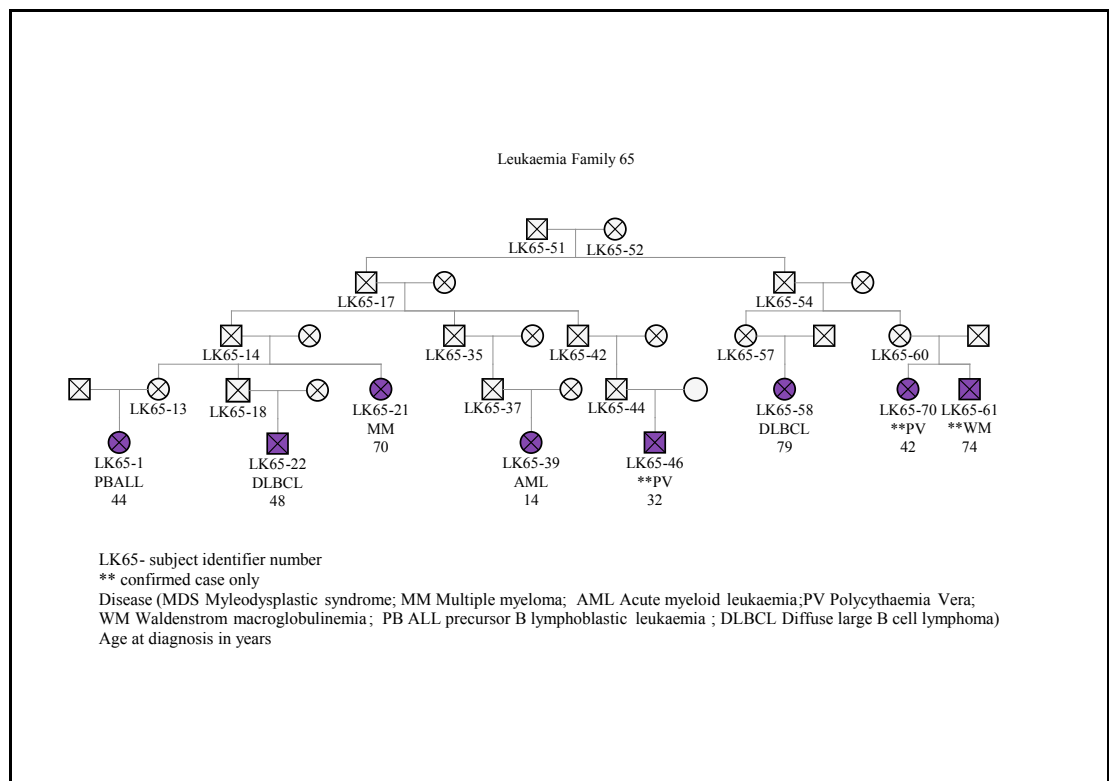 Leukaemia Family 65
LK65-51
LK65-52
LK65-17
LK65-54
LK65-14
LK65-35
LK65-42
LK65-57
LK65-60
LK65-13
LK65-18
LK65-21
MM
70
LK65-37
LK65-44
LK65-58
DLBCL
79
LK65-70
**PV
42
LK65-61
**WM
74
LK65-1
PBALL
44
LK65-22
DLBCL
48
LK65-39
AML
14
LK65-46
**PV
32
LK65- subject identifier number
** confirmed case only
Disease (MDS Myleodysplastic syndrome; MM Multiple myeloma; AML Acute myeloid leukaemia;PV Polycythaemia Vera;
WM Waldenstrom macroglobulinemia ; PB ALL precursor B lymphoblastic leukaemia ; DLBCL Diffuse large B cell lymphoma)
Age at diagnosis in years